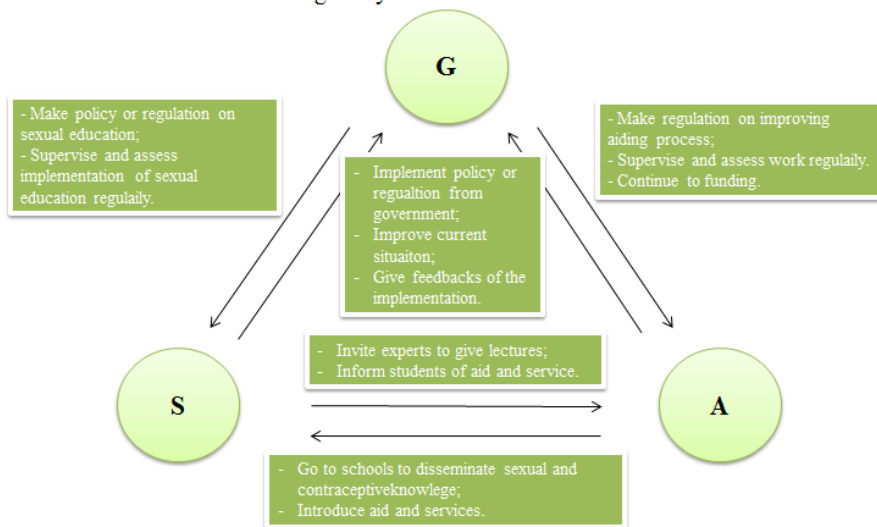 G
- Make policy or regulation on
sexual education;
- Supervise and assess
implementation of sexual
education regulaily.
- Make regulation on improving
aiding process;
- Supervise and assess work regulaily.
- Continue to funding.
- Implement policy or
regualtion from
government;
- Improve current
situaiton;
- Give feedbacks of the
implementation.
- Invite experts to give lectures;
- Inform students of aid and service.
S
A
- Go to schools to disseminate sexual and
contraceptiveknowlege;
- Introduce aid and services.